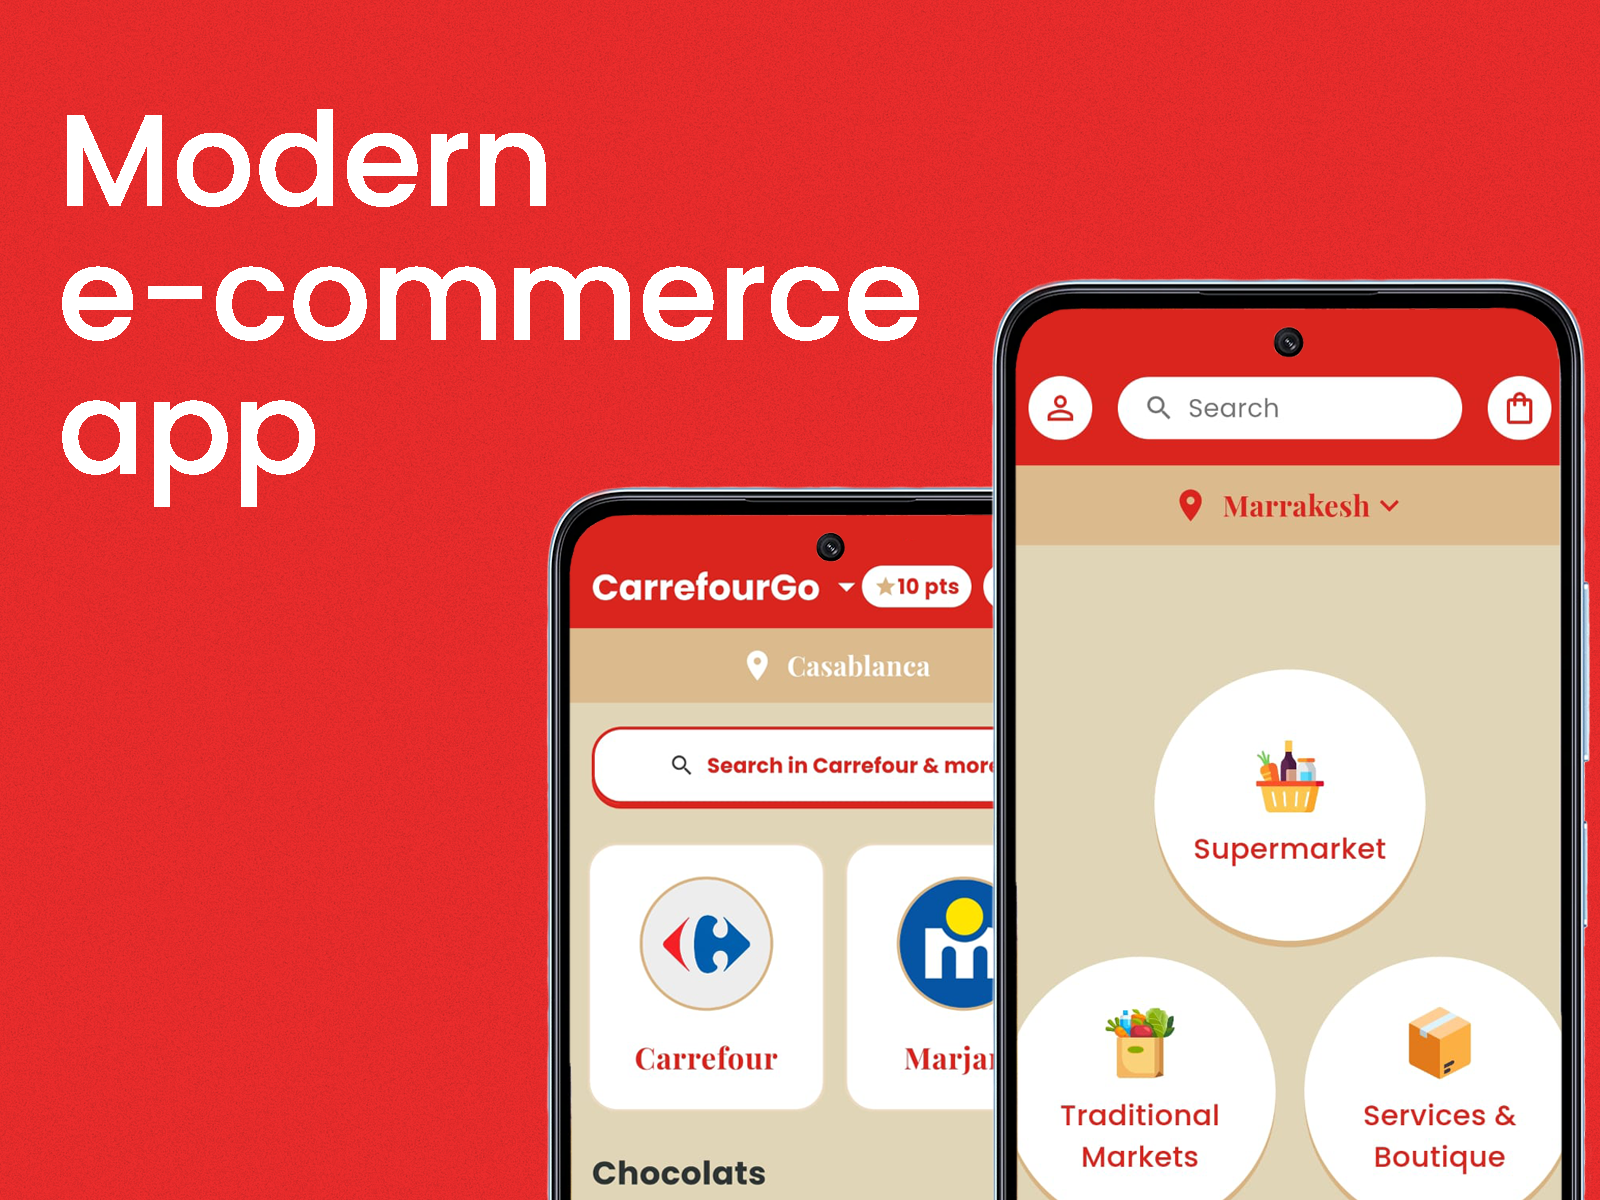 Modern
e-commerce
app
CarrefourGo
10 pts
Casablanca
Search in Carrefour & more
Carrefour
Chocolats
Search
Marrakesh
Supermarket
Traditional
Markets
Services &
Boutique